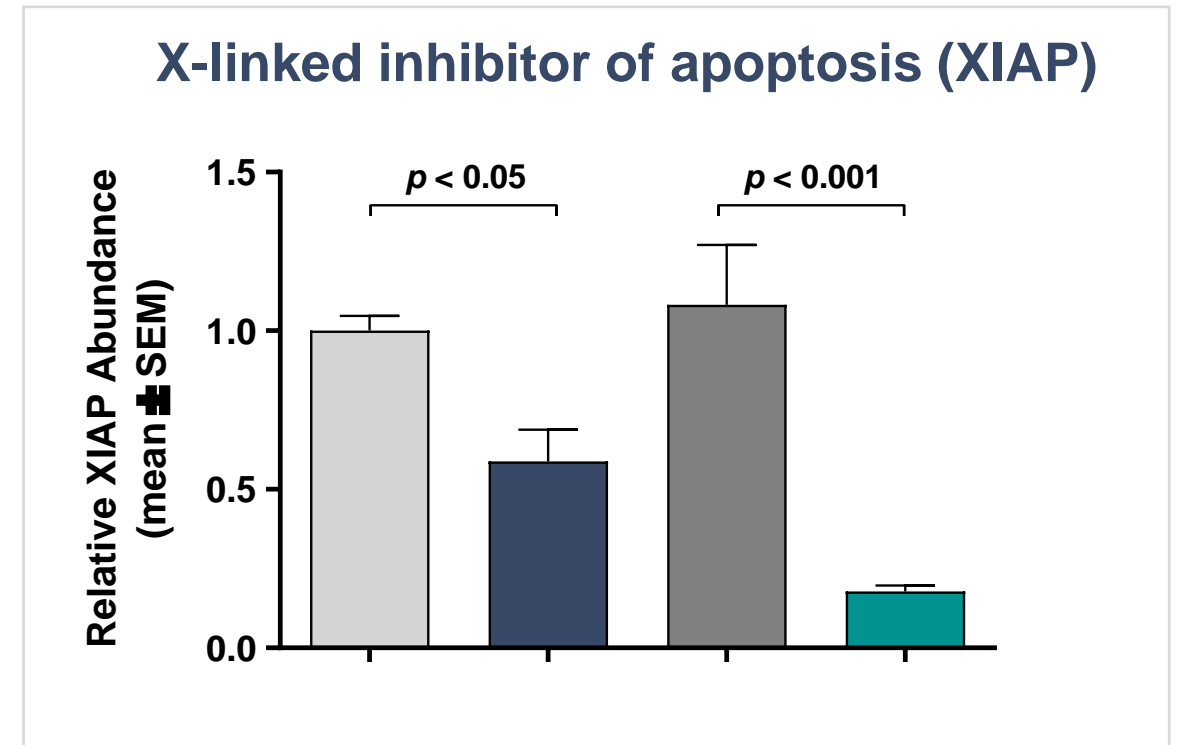 X-linked inhibitor of apoptosis (XIAP)
Relative XIAP Abundance
(mean ± SEM)
1.5
1.0
0.5
0.0
p < 0.05
p < 0.001